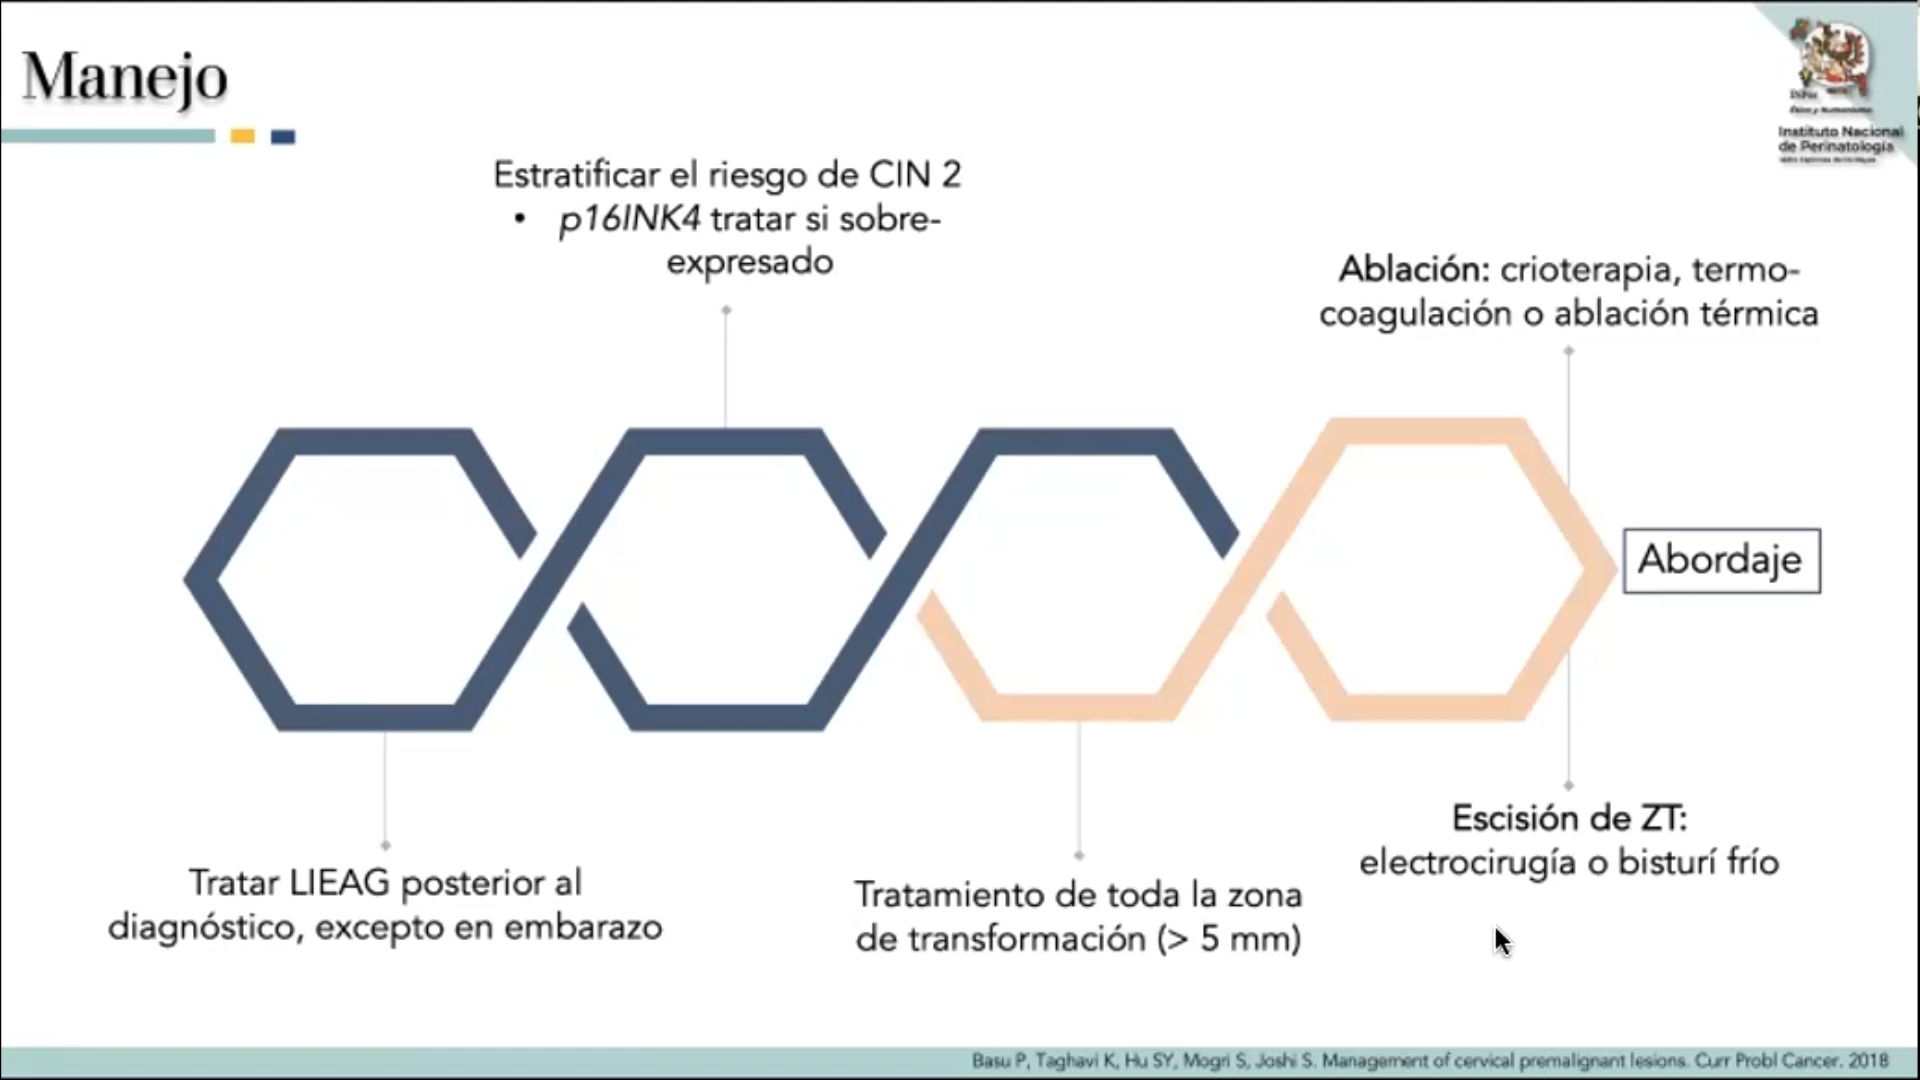 Manejo
Instituto Nacional
de Perinatología
Estratificar el riesgo de CIN 2
• p16INK4 tratar si sobre-
expresado
Ablación: crioterapia, termo-
coagulación o ablación térmica
Abordaje
Escisión de ZT:
electrocirugía o bisturí frío
Tratar LIEAG posterior al
diagnóstico, excepto en embarazo
Tratamiento de toda la zona
de transformación (> 5 mm)
Basu P, Taghavi K, Hu SY, Mogri S, Joshi S. Management of cervical premalignant lesions. Curr Probl Cancer. 2018